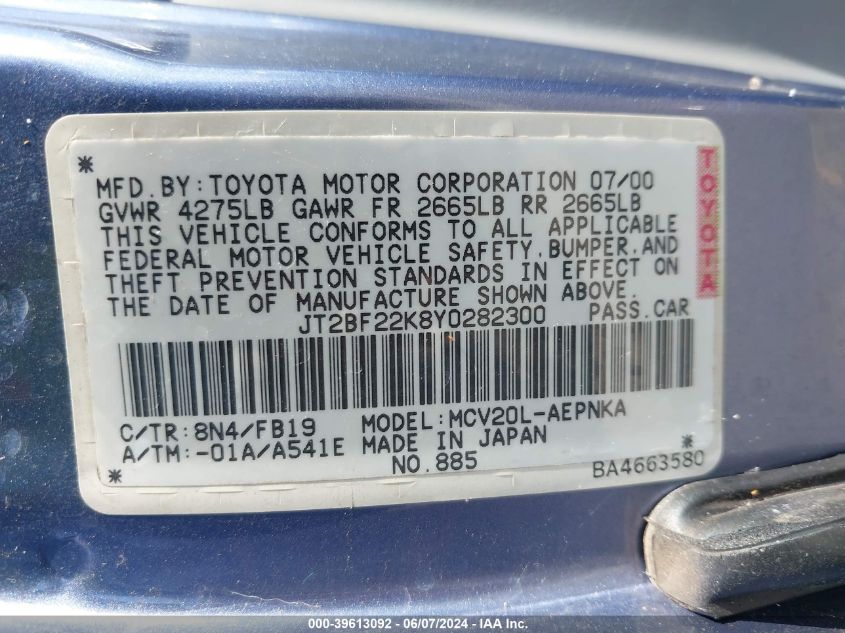 MFD.BY:TOYOTA MOTOR CORPORATION 07/00
GVWR 4275LB GAWR FR 2665LB RR 2665LB
THIS VEHICLE CONFORMS TO ALL APPLICABLE
FEDERAL MOTOR VEHICLE SAFETY,BUMPER,AND
THEFT PREVENTION STANDARDS IN EFFECT ON
THE DATE OF MANUFACTURE SHOWN ABOVE.
JT2BF22K8Y0282300 PASS.CAR
C/TR:8N4/FB19 MODEL:MCV20L-AEPNKA
A/TM:-01A/A541E MADE IN JAPAN
NO.885 BA4663580
TOYOTA
000-39613092 - 06/07/2024 - IAA Inc.